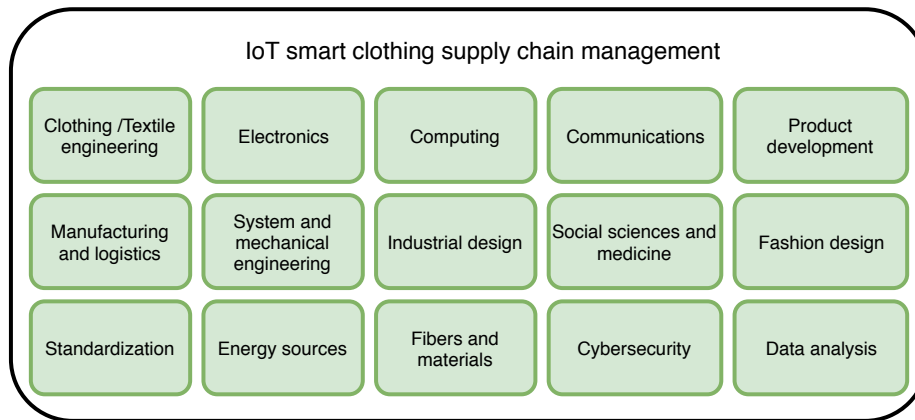 IoT smart clothing supply chain management
Clothing /Textile
engineering
Electronics
Computing
Communications
Product
development
Manufacturing
and logistics
System and
mechanical
engineering
Industrial design
Social sciences and
medicine
Fashion design
Standardization
Energy sources
Fibers and
materials
Cybersecurity
Data analysis